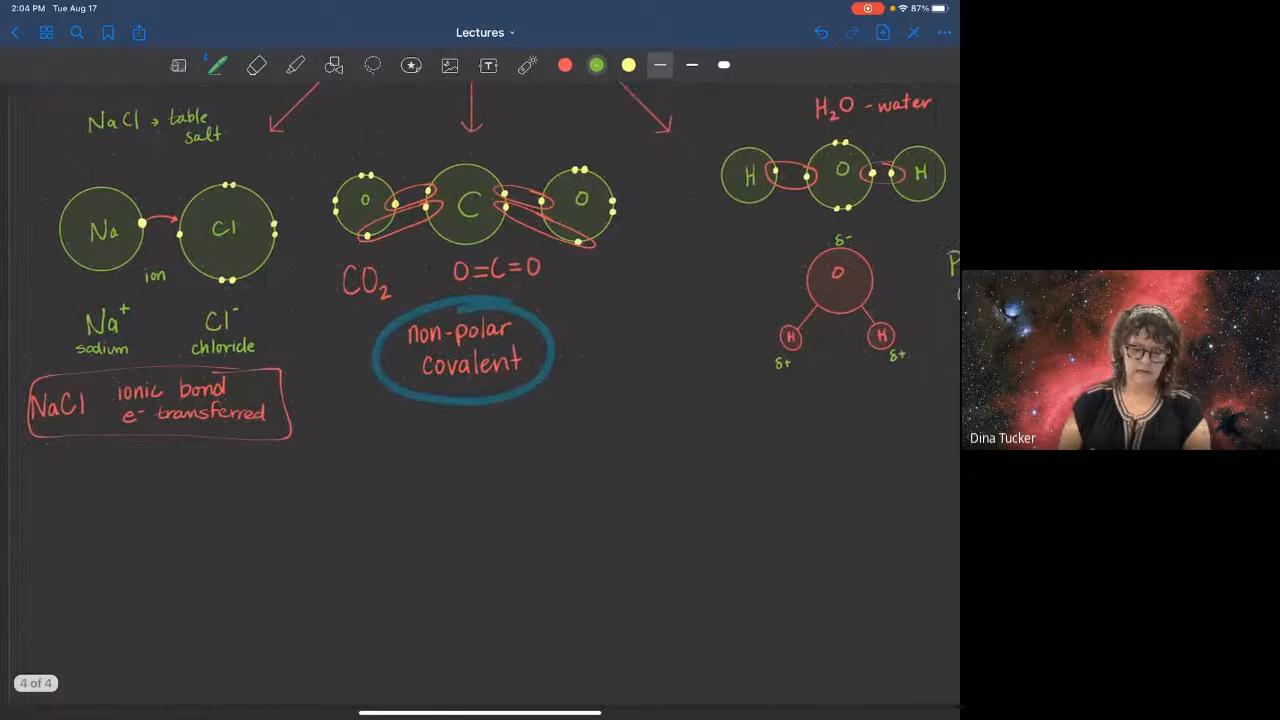 2:04 PM Tue Aug 17
87%
Lectures
T
NaCl → table
salt
Na
Cl
ion
Na+
Cl-
sodium
chloride
NaCl ionic bond
e- transferred
O
C
O
CO2
O=C=O
non-polar
covalent
H2O - water
H
O
H
δ-
O
H
H
δ+
δ+
Dina Tucker
4 of 4